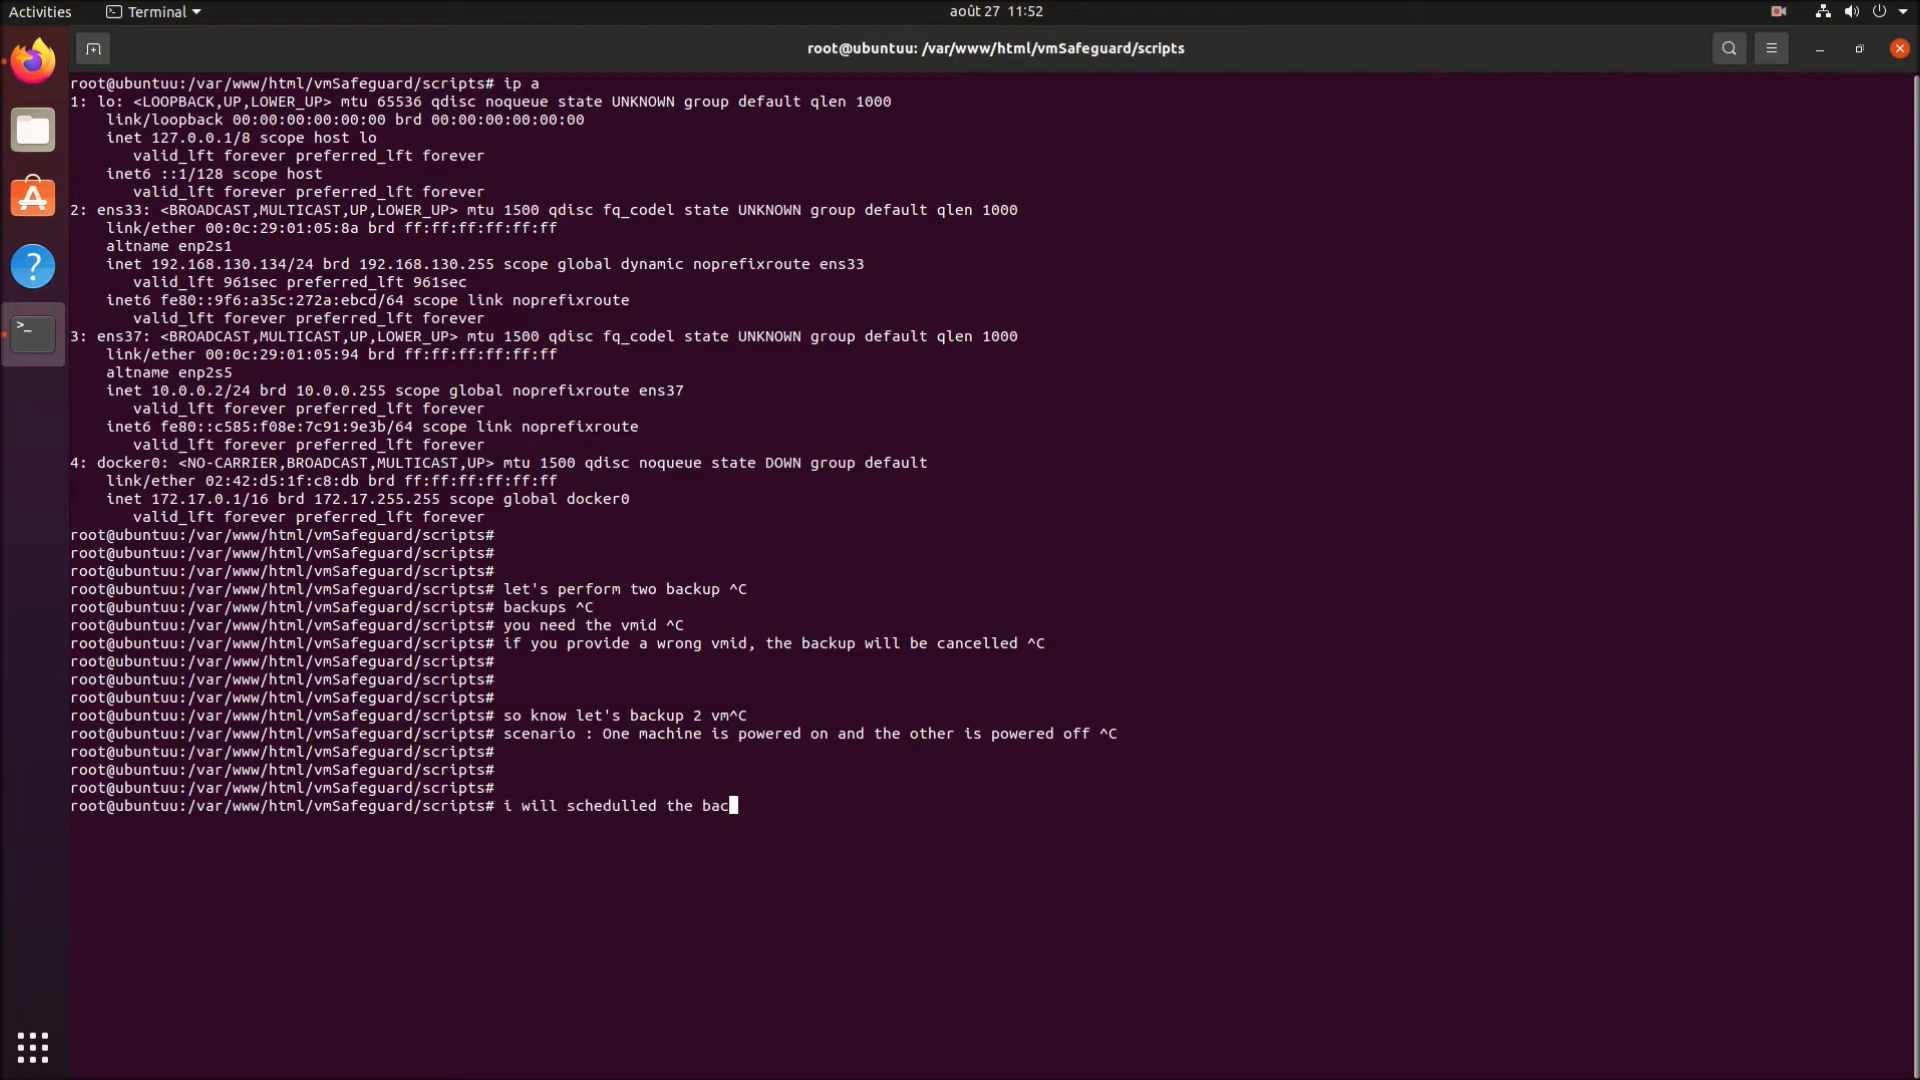 Activities
Terminal
août 27 11:52
root@ubuntuu: /var/www/html/vmSafeguard/scripts
root@ubuntuu:/var/www/html/vmSafeguard/scripts# ip a
1: lo: <LOOPBACK,UP,LOWER_UP> mtu 65536 qdisc noqueue state UNKNOWN group default qlen 1000
link/loopback 00:00:00:00:00:00 brd 00:00:00:00:00:00
inet 127.0.0.1/8 scope host lo
valid_lft forever preferred_lft forever
inet6 ::1/128 scope host
valid_lft forever preferred_lft forever
2: ens33: <BROADCAST,MULTICAST,UP,LOWER_UP> mtu 1500 qdisc fq_codel state UNKNOWN group default qlen 1000
link/ether 00:0c:29:01:05:8a brd ff:ff:ff:ff:ff:ff
altname enp2s1
inet 192.168.130.134/24 brd 192.168.130.255 scope global dynamic noprefixroute ens33
valid_lft 961sec preferred_lft 961sec
inet6 fe80::9f6:a35c:272a:ebcd/64 scope link noprefixroute
valid_lft forever preferred_lft forever
3: ens37: <BROADCAST,MULTICAST,UP,LOWER_UP> mtu 1500 qdisc fq_codel state UNKNOWN group default qlen 1000
link/ether 00:0c:29:01:05:94 brd ff:ff:ff:ff:ff:ff
altname enp2s5
inet 10.0.0.2/24 brd 10.0.0.255 scope global noprefixroute ens37
valid_lft forever preferred_lft forever
inet6 fe80::c585:f08e:7c91:9e3b/64 scope link noprefixroute
valid_lft forever preferred_lft forever
4: docker0: <NO-CARRIER,BROADCAST,MULTICAST,UP> mtu 1500 qdisc noqueue state DOWN group default
link/ether 02:42:d5:1f:c8:db brd ff:ff:ff:ff:ff:ff
inet 172.17.0.1/16 brd 172.17.255.255 scope global docker0
valid_lft forever preferred_lft forever
root@ubuntuu:/var/www/html/vmSafeguard/scripts#
root@ubuntuu:/var/www/html/vmSafeguard/scripts#
root@ubuntuu:/var/www/html/vmSafeguard/scripts#
root@ubuntuu:/var/www/html/vmSafeguard/scripts# let's perform two backup ^C
root@ubuntuu:/var/www/html/vmSafeguard/scripts# backups ^C
root@ubuntuu:/var/www/html/vmSafeguard/scripts# you need the vmid ^C
root@ubuntuu:/var/www/html/vmSafeguard/scripts# if you provide a wrong vmid, the backup will be cancelled ^C
root@ubuntuu:/var/www/html/vmSafeguard/scripts#
root@ubuntuu:/var/www/html/vmSafeguard/scripts#
root@ubuntuu:/var/www/html/vmSafeguard/scripts#
root@ubuntuu:/var/www/html/vmSafeguard/scripts# so know let's backup 2 vm^C
root@ubuntuu:/var/www/html/vmSafeguard/scripts# scenario : One machine is powered on and the other is powered off ^C
root@ubuntuu:/var/www/html/vmSafeguard/scripts#
root@ubuntuu:/var/www/html/vmSafeguard/scripts#
root@ubuntuu:/var/www/html/vmSafeguard/scripts#
root@ubuntuu:/var/www/html/vmSafeguard/scripts# i will schedulled the bac